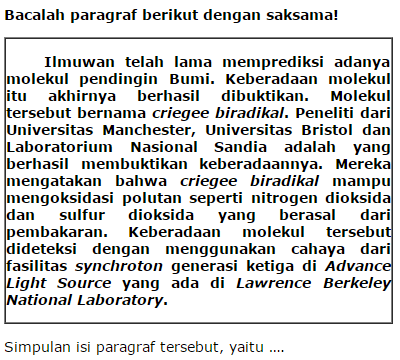 Bacalah paragraf berikut dengan saksama!
Ilmuwan telah lama memprediksi adanya
molekul pendingin Bumi. Keberadaan molekul
itu akhirnya berhasil dibuktikan. Molekul
tersebut bernama criegee biradikal. Peneliti dari
Universitas Manchester, Universitas Bristol dan
Laboratorium Nasional Sandia adalah yang
berhasil membuktikan keberadaannya. Mereka
mengatakan bahwa criegee biradikal mampu
mengoksidasi polutan seperti nitrogen dioksida
dan sulfur dioksida yang berasal dari
pembakaran. Keberadaan molekul tersebut
dideteksi dengan menggunakan cahaya dari
fasilitas synchroton generasi ketiga di Advance
Light Source yang ada di Lawrence Berkeley
National Laboratory.
Simpulan isi paragraf tersebut, yaitu ....